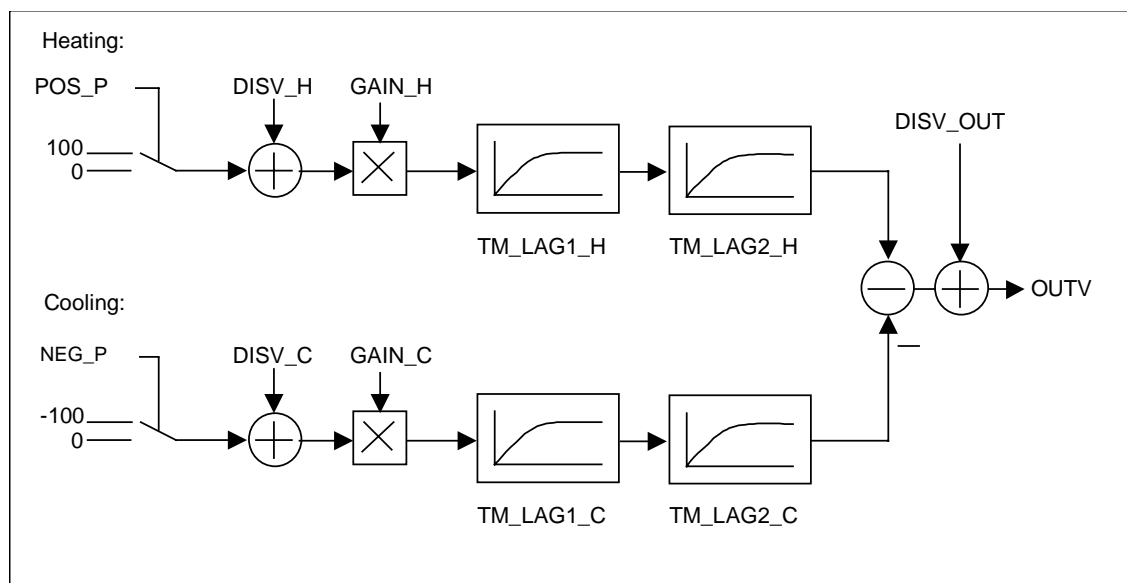 Heating:
POS_P
DISV_H
GAIN_H
DISV_OUT
100
0
TM_LAG1_H
TM_LAG2_H
OUTV
Cooling:
NEG_P
DISV_C
GAIN_C
-100
0
TM_LAG1_C
TM_LAG2_C